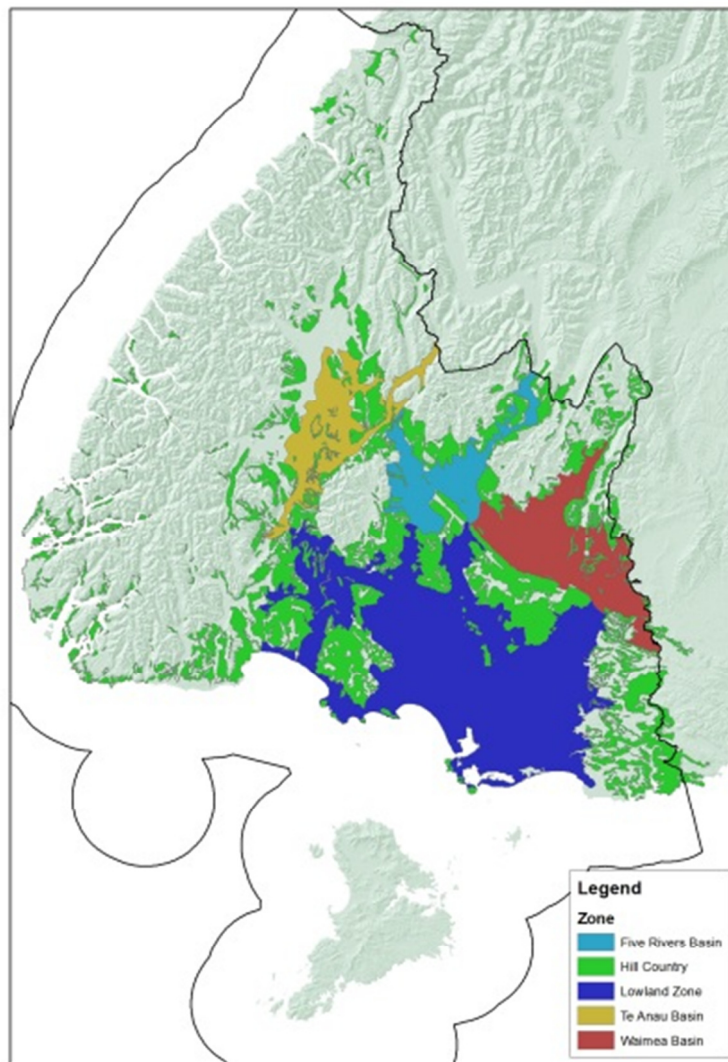 Legend
Zone
Five Rivers Basin
Hill Country
Lowland Zone
Te Anau Basin
Waimea Basin